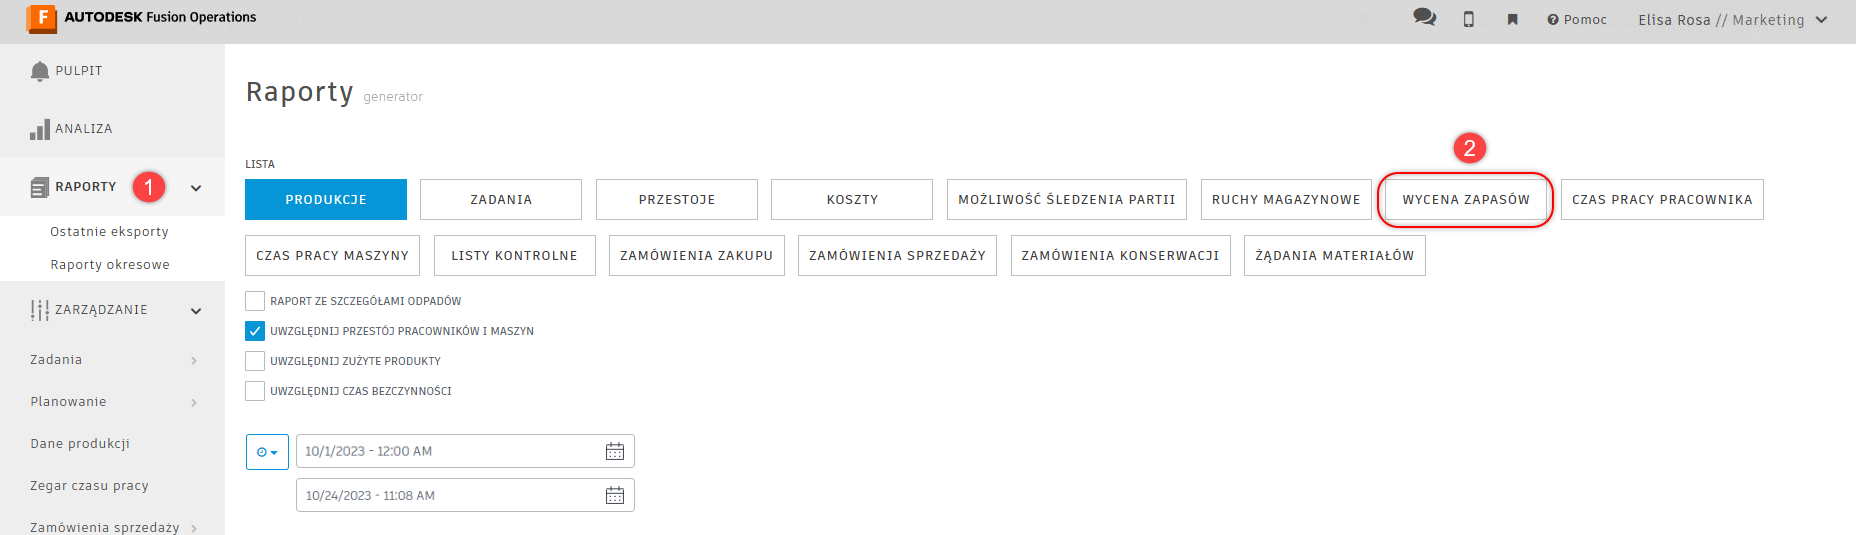 AUTODESK Fusion Operations
Pomoc
Elisa Rosa // Marketing
PULPIT
ANALIZA
RAPORTY
1
Ostatnie eksporty
Raporty okresowe
ZARZĄDZANIE
Zadania
Planowanie
Dane produkcji
Zegar czasu pracy
Zamówienia sprzedaży
Raporty generator
LISTA
2
PRODUKCJE ZADANIA PRZESTOJE KOSZTY MOŻLIWOŚĆ ŚLEDZENIA PARTII RUCHY MAGAZYNOWE WYCENA ZAPASÓW CZAS PRACY PRACOWNIKA
CZAS PRACY MASZYNY LISTY KONTROLNE ZAMÓWIENIA ZAKUPU ZAMÓWIENIA SPRZEDAŻY ZAMÓWIENIA KONSERWACJI ŻĄDANIA MATERIAŁÓW
RAPORT ZE SZCZEGÓŁAMI ODPADÓW
UWZGLĘDNIJ PRZESTÓJ PRACOWNIKÓW I MASZYN
UWZGLĘDNIJ ZUŻYTE PRODUKTY
UWZGLĘDNIJ CZAS BEZCZYNNOŚCI
10/1/2023 - 12:00 AM
10/24/2023 - 11:08 AM